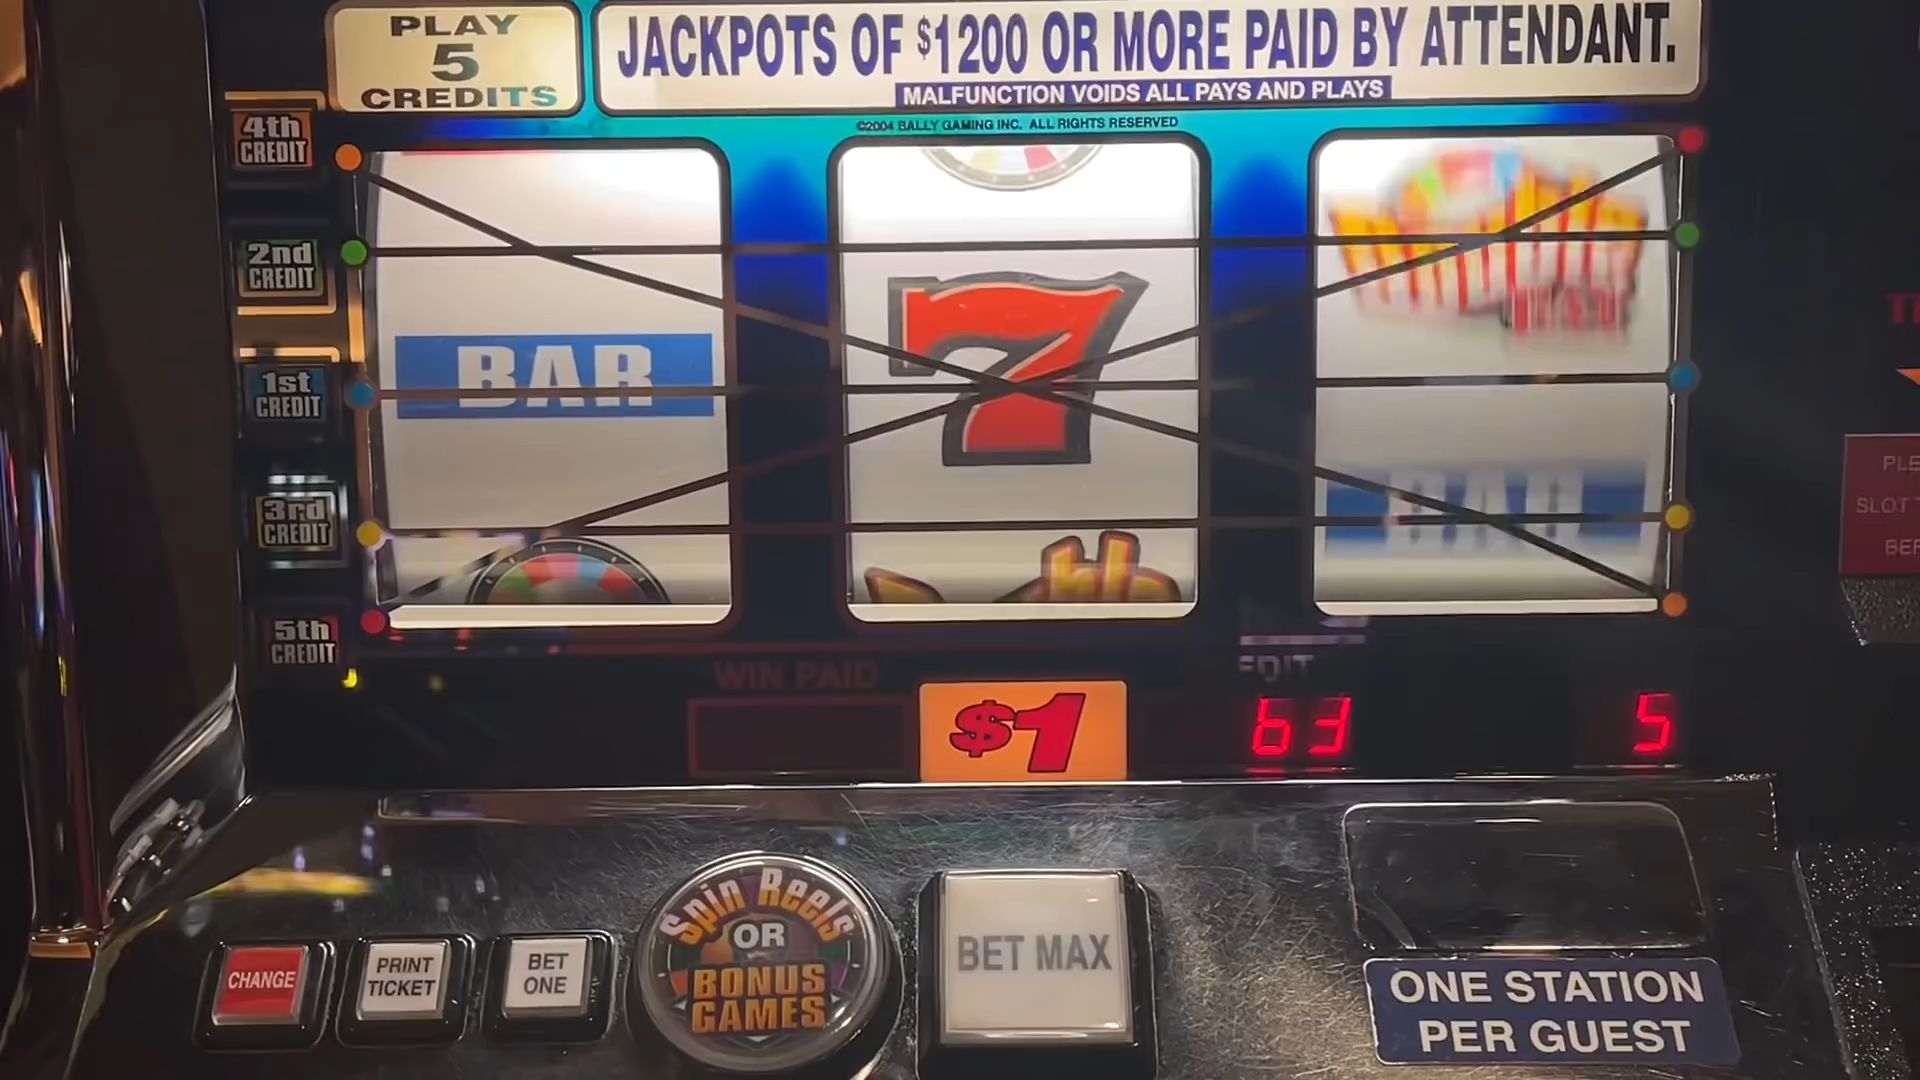 PLAY
5
CREDITS
JACKPOTS OF $1200 OR MORE PAID BY ATTENDANT.
MALFUNCTION VOIDS ALL PAYS AND PLAYS
©2004 BALLY GAMING INC. ALL RIGHTS RESERVED
4th
CREDIT
2nd
CREDIT
1st
CREDIT
3rd
CREDIT
5th
CREDIT
BAR
7
BAR
WIN PAID
$1
63
5
CHANGE
PRINT
TICKET
BET
ONE
Spin Reels
OR
BONUS
GAMES
BET MAX
ONE STATION
PER GUEST
SLOT